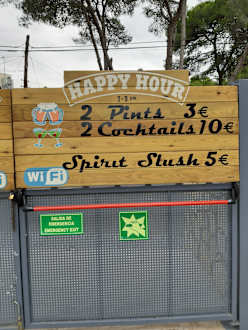 HAPPY HOUR
2 Pints 3€
2 Cocktails 10€
Spirit Slush 5€
WiFi
SALIDA DE
EMERGENCIA
EMERGENCY EXIT